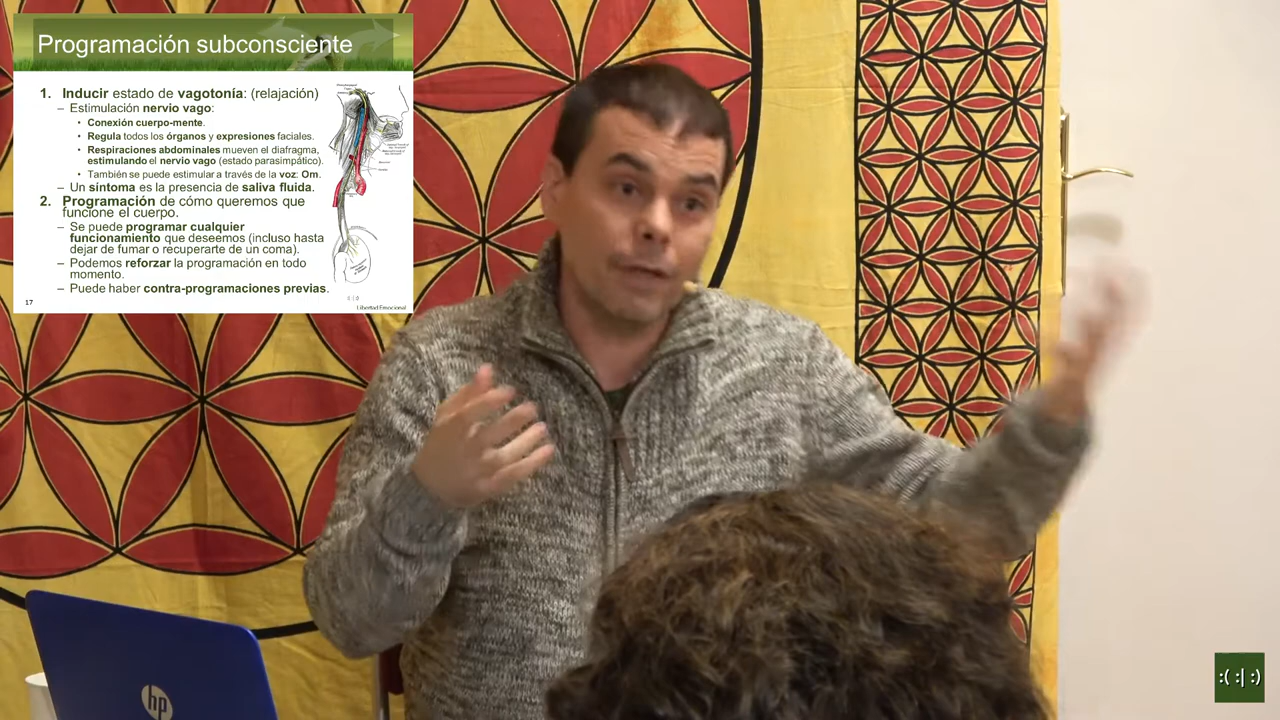 Programación subconsciente
1. Inducir estado de vagotonía: (relajación)
– Estimulación nervio vago:
• Conexión cuerpo-mente.
• Regula todos los órganos y expresiones faciales.
• Respiraciones abdominales mueven el diafragma,
estimulando el nervio vago (estado parasimpático).
• También se puede estimular a través de la voz: Om.
– Un síntoma es la presencia de saliva fluida.
2. Programación de cómo queremos que
funcione el cuerpo.
– Se puede programar cualquier
funcionamiento que deseemos (incluso hasta
dejar de fumar o recuperarte de un coma).
– Podemos reforzar la programación en todo
momento.
– Puede haber contra-programaciones previas.
17
Libertad Emocional
hp
:( :| :)